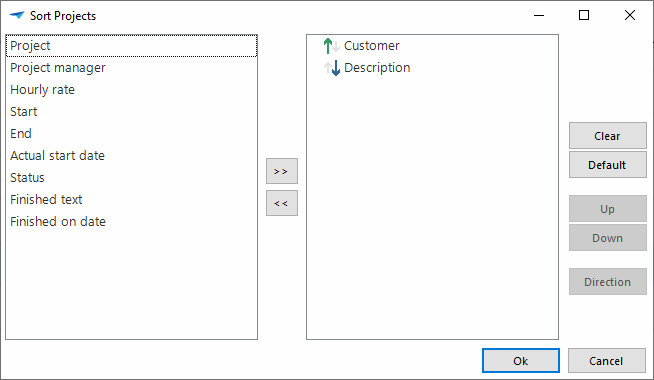 Sort Projects
Project
Project manager
Hourly rate
Start
End
Actual start date
Status
Finished text
Finished on date
>>
<<
Customer
Description
Clear
Default
Up
Down
Direction
Ok
Cancel